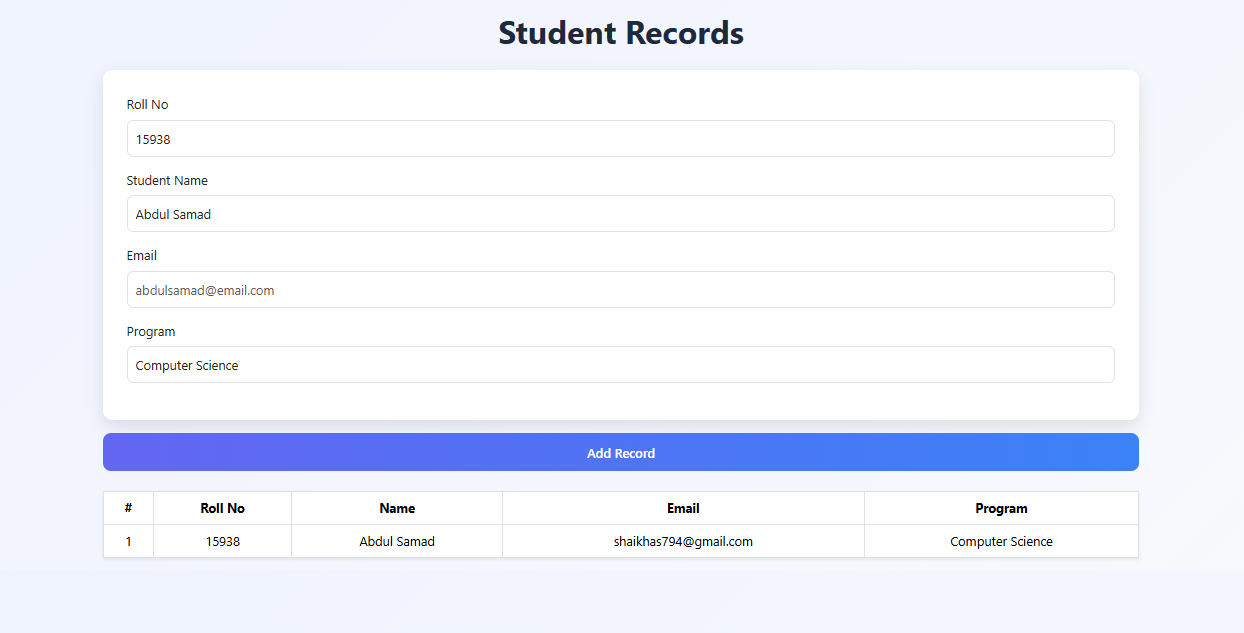 Student Records
Roll No
15938
Student Name
Abdul Samad
Email
abdulsamad@email.com
Program
Computer Science
Add Record
# Roll No Name Email Program
1 15938 Abdul Samad shaikhas794@gmail.com Computer Science